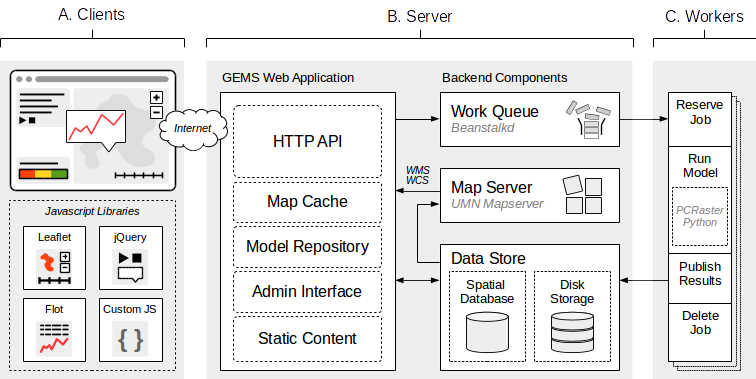 A. Clients
B. Server
C. Workers
Internet
Javascript Libraries
Leaflet
jQuery
Flot
Custom JS
{ }
GEMS Web Application
HTTP API
Map Cache
Model Repository
Admin Interface
Static Content
Backend Components
Work Queue
Beanstalkd
WMS
WCS
Map Server
UMN Mapserver
Data Store
Spatial
Database
Disk
Storage
Reserve
Job
Run
Model
PCRaster
Python
Publish
Results
Delete
Job